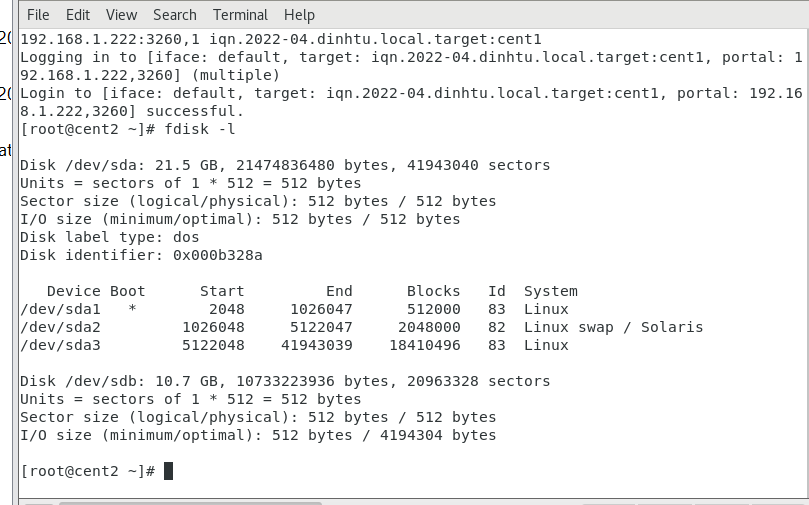 File Edit View Search Terminal Help
192.168.1.222:3260,1 iqn.2022-04.dinhtu.local.target:cent1
Logging in to [iface: default, target: iqn.2022-04.dinhtu.local.target:cent1, portal: 1
92.168.1.222,3260] (multiple)
Login to [iface: default, target: iqn.2022-04.dinhtu.local.target:cent1, portal: 192.16
8.1.222,3260] successful.
[root@cent2 ~]# fdisk -l

Disk /dev/sda: 21.5 GB, 21474836480 bytes, 41943040 sectors
Units = sectors of 1 * 512 = 512 bytes
Sector size (logical/physical): 512 bytes / 512 bytes
I/O size (minimum/optimal): 512 bytes / 512 bytes
Disk label type: dos
Disk identifier: 0x000b328a

   Device Boot      Start         End      Blocks   Id  System
/dev/sda1   *        2048     1026047      512000   83  Linux
/dev/sda2         1026048     5122047     2048000   82  Linux swap / Solaris
/dev/sda3         5122048    41943039    18410496   83  Linux

Disk /dev/sdb: 10.7 GB, 10733223936 bytes, 20963328 sectors
Units = sectors of 1 * 512 = 512 bytes
Sector size (logical/physical): 512 bytes / 512 bytes
I/O size (minimum/optimal): 512 bytes / 4194304 bytes

[root@cent2 ~]#